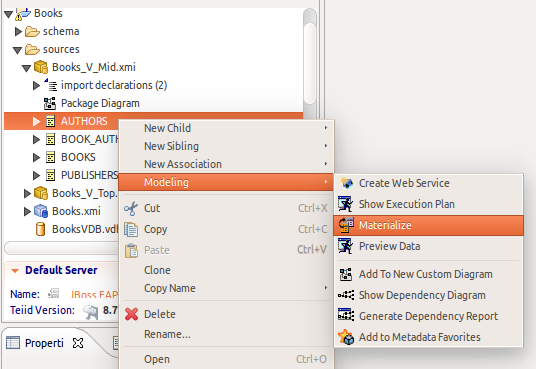 Books
schema
sources
Books_V_Mid.xmi
import declarations (2)
Package Diagram
AUTHORS
BOOK_AUTH
BOOKS
PUBLISHERS
Books_V_Top.
Books.xmi
BooksVDB.vdb
Default Server
Name: JBoss EAP
Teiid Version: 8.7
Properti
New Child
New Sibling
New Association
Modeling
Cut Ctrl+X
Copy Ctrl+C
Paste Ctrl+V
Clone
Copy Name
Delete
Rename...
Open Ctrl+O
Create Web Service
Show Execution Plan
Materialize
Preview Data
Add To New Custom Diagram
Show Dependency Diagram
Generate Dependency Report
Add to Metadata Favorites